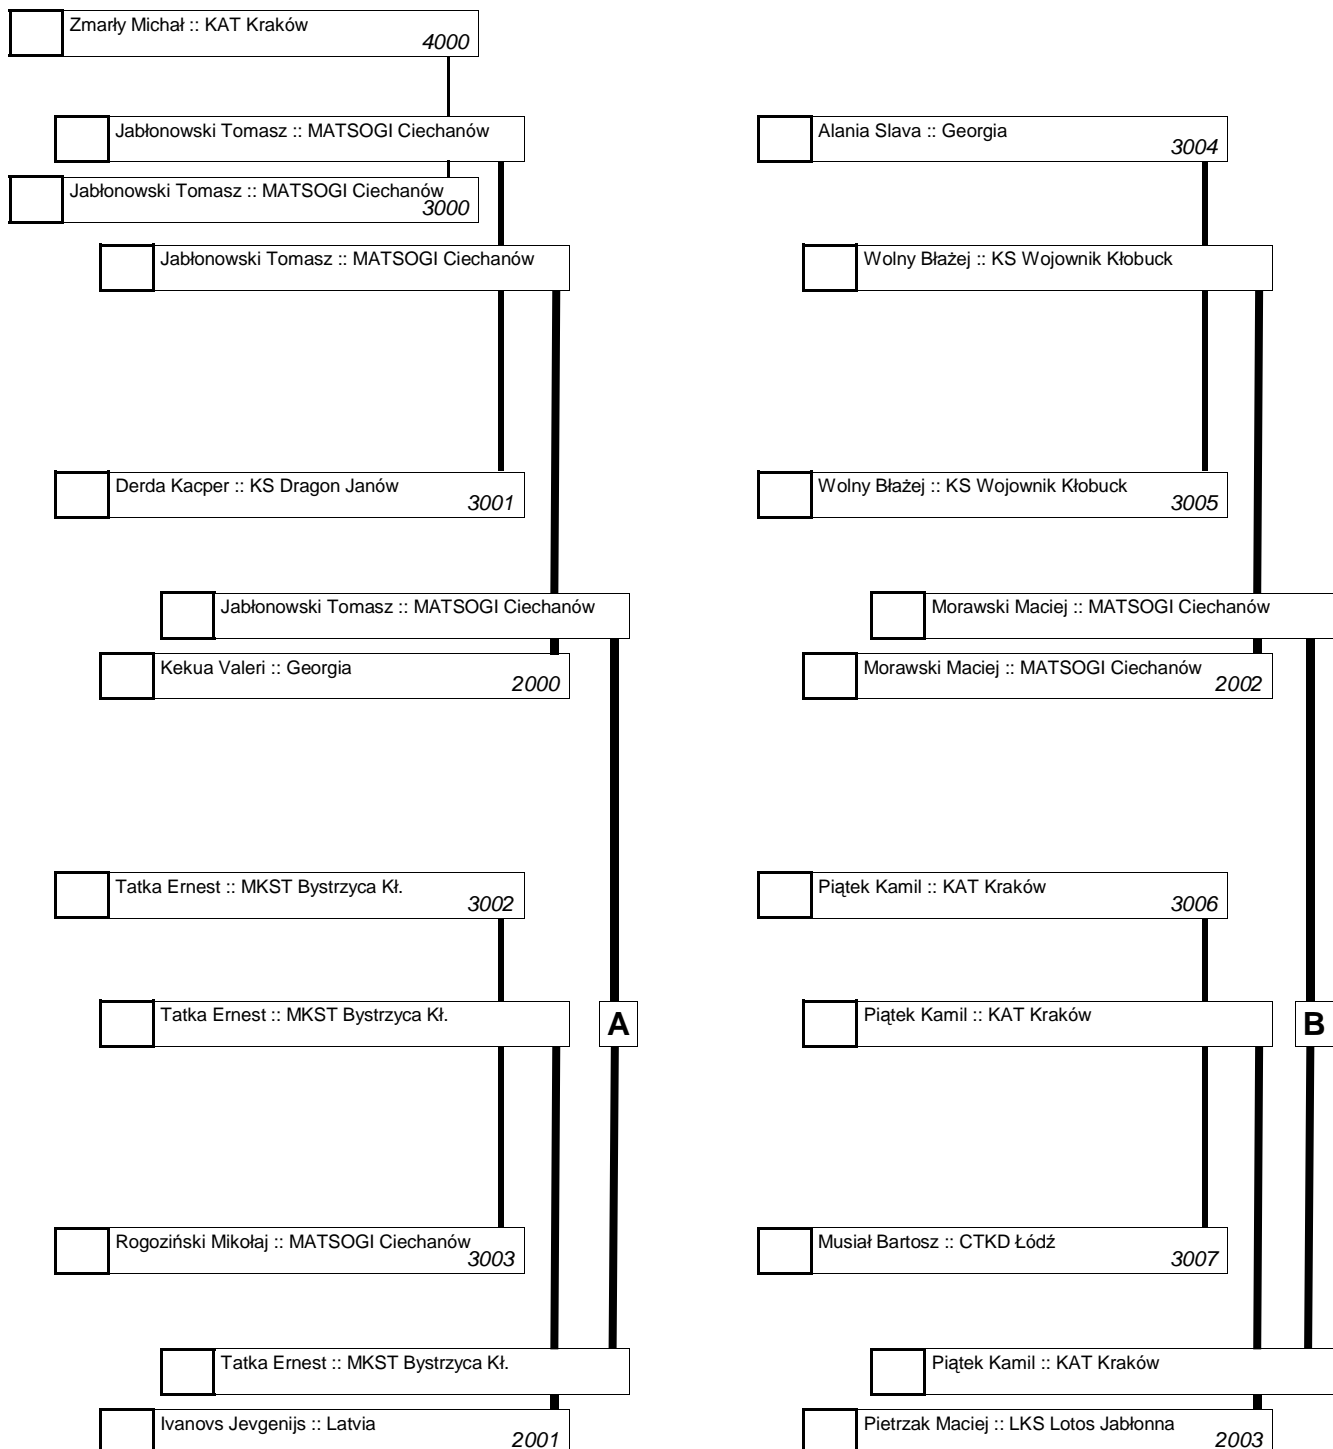 Zmarły Michał :: KAT Kraków
4000
Jabłonowski Tomasz :: MATSOGI Ciechanów
Jabłonowski Tomasz :: MATSOGI Ciechanów
3000
Jabłonowski Tomasz :: MATSOGI Ciechanów
Derda Kacper :: KS Dragon Janów
3001
Jabłonowski Tomasz :: MATSOGI Ciechanów
Kekua Valeri :: Georgia
2000
Tatka Ernest :: MKST Bystrzyca Kł.
3002
Tatka Ernest :: MKST Bystrzyca Kł.
A
Rogoziński Mikołaj :: MATSOGI Ciechanów
3003
Tatka Ernest :: MKST Bystrzyca Kł.
Ivanovs Jevgenijs :: Latvia
2001
Alania Slava :: Georgia
3004
Wolny Błażej :: KS Wojownik Kłobuck
Wolny Błażej :: KS Wojownik Kłobuck
3005
Morawski Maciej :: MATSOGI Ciechanów
Morawski Maciej :: MATSOGI Ciechanów
2002
Piątek Kamil :: KAT Kraków
3006
Piątek Kamil :: KAT Kraków
B
Musiał Bartosz :: CTKD Łódź
3007
Piątek Kamil :: KAT Kraków
Pietrzak Maciej :: LKS Lotos Jabłonna
2003